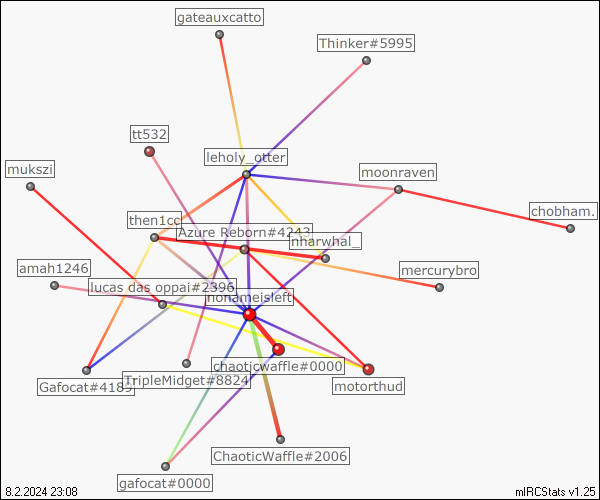 gateauxcatto
Thinker#5995
tt532
leholy_otter
mukszi
moonraven
chobham.
then1cc
Azure Reborn#4243
nharwhal_
amah1246
mercurybro
lucas das oppai#2396
nonameisleft
chaoticwaffle#0000
Gafocat#4189
TripleMidget#8824
motorthud
ChaoticWaffle#2006
gafocat#0000
8.2.2024 23:08
mIRCStats v1.25